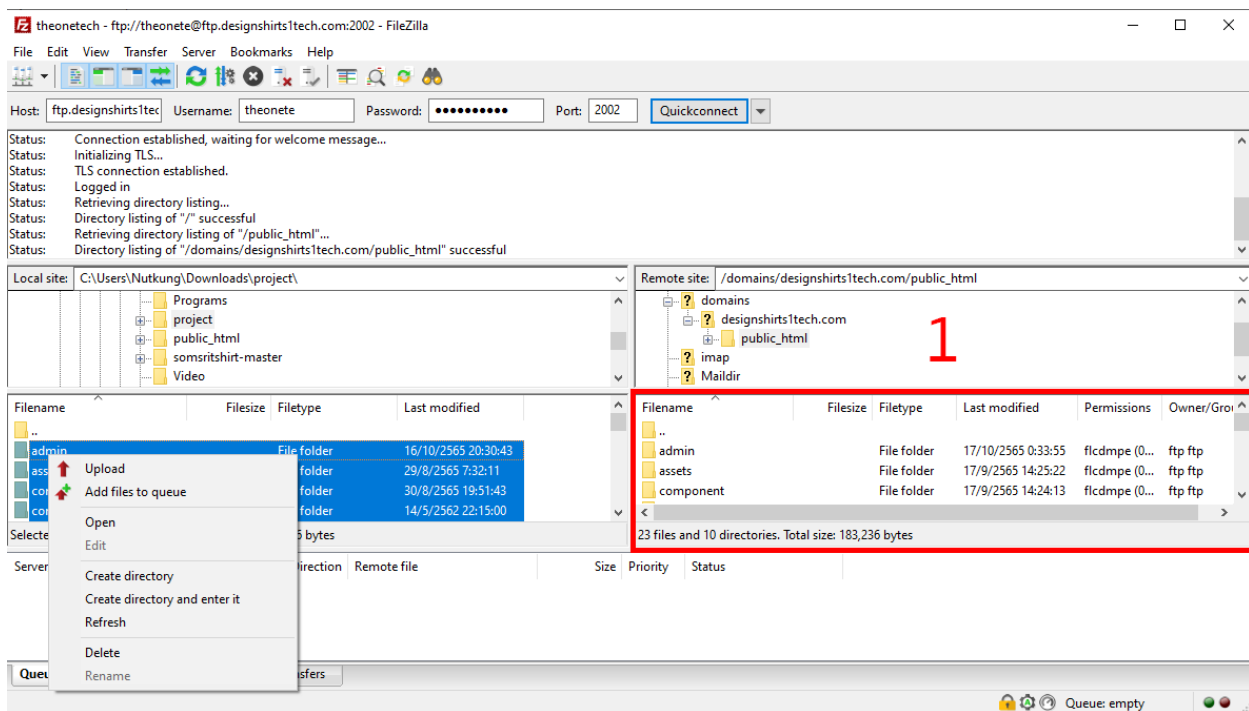 theonetech - ftp://theonete@ftp.designshirts1tech.com:2002 - FileZilla
File Edit View Transfer Server Bookmarks Help
Host: ftp.designshirts1tec Username: theonete Password: ●●●●●●●●●● Port: 2002 Quickconnect
Status: Connection established, waiting for welcome message...
Status: Initializing TLS...
Status: TLS connection established.
Status: Logged in
Status: Retrieving directory listing...
Status: Directory listing of "/" successful
Status: Retrieving directory listing of "/public_html"...
Status: Directory listing of "/domains/designshirts1tech.com/public_html" successful
Local site: C:\Users\Nutkung\Downloads\project\
Programs
project
public_html
somsritshirt-master
Video
Remote site: /domains/designshirts1tech.com/public_html
domains
designshirts1tech.com
public_html
imap
Maildir
1
Filename Filesize Filetype Last modified
..
admin File folder 16/10/2565 20:30:43
ass folder 29/8/2565 7:32:11
cor folder 30/8/2565 19:51:43
cor folder 14/5/2562 22:15:00
Selecte bytes
Upload
Add files to queue
Open
Edit
Create directory
Create directory and enter it
Refresh
Delete
Rename
Filename Filesize Filetype Last modified Permissions Owner/Gro
..
admin File folder 17/10/2565 0:33:55 flcdmpe (0... ftp ftp
assets File folder 17/9/2565 14:25:22 flcdmpe (0... ftp ftp
component File folder 17/9/2565 14:24:13 flcdmpe (0... ftp ftp
23 files and 10 directories. Total size: 183,236 bytes
Server irection Remote file Size Priority Status
Queu nsfers
Queue: empty